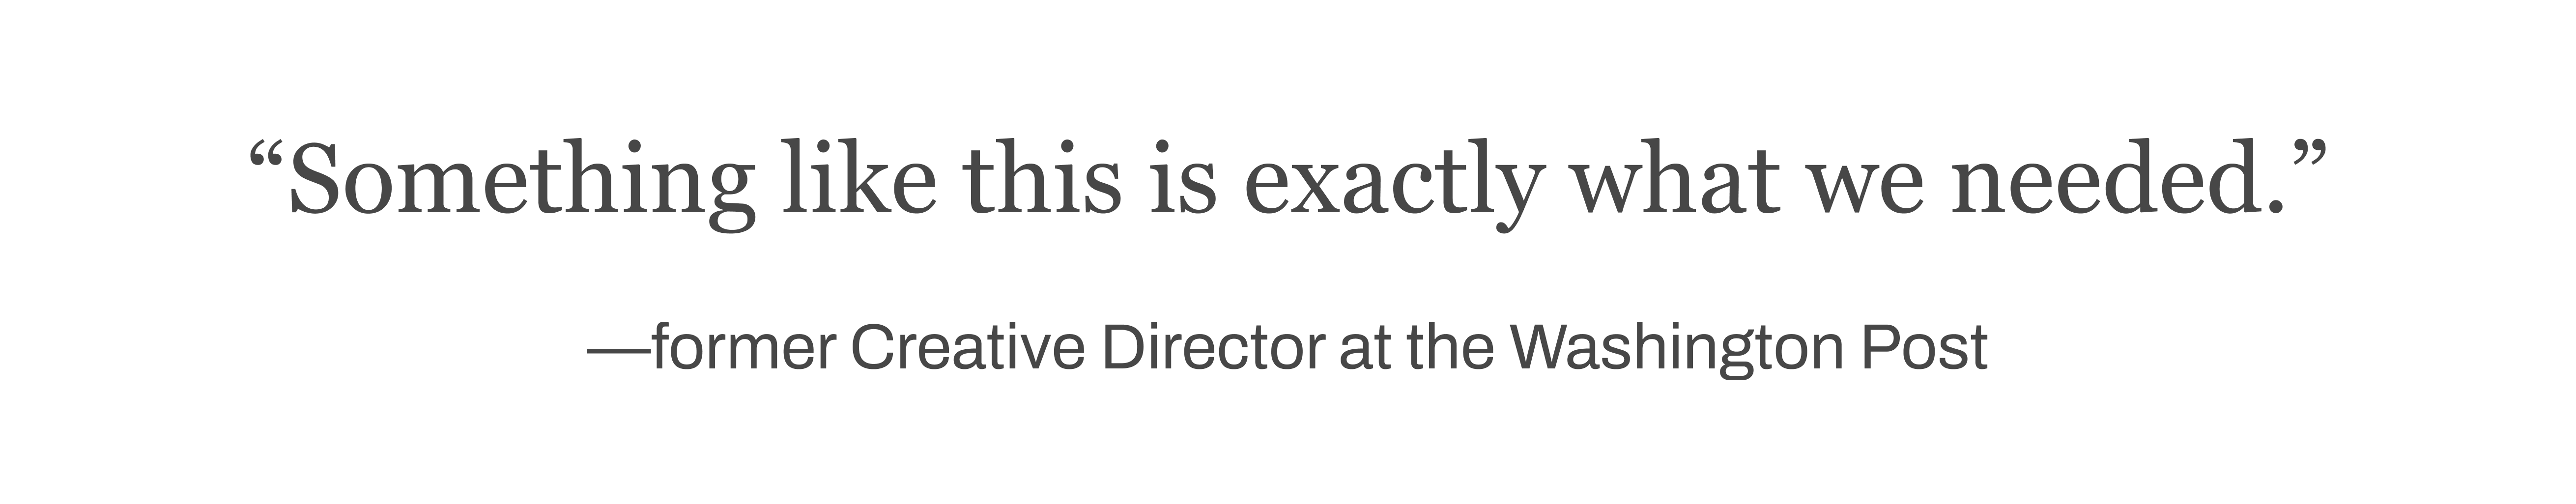 “Something like this is exactly what we needed.”
—former Creative Director at the Washington Post